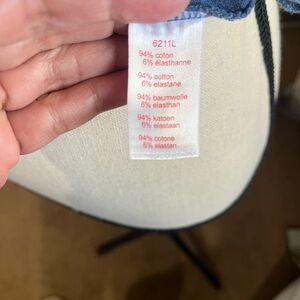 6211L
94% coton
6% élasthanne
94% cotton
6% elastane
94% baumwolle
6% elasthan
94% katoen
6% elastaan
94% cotone
6% elastan